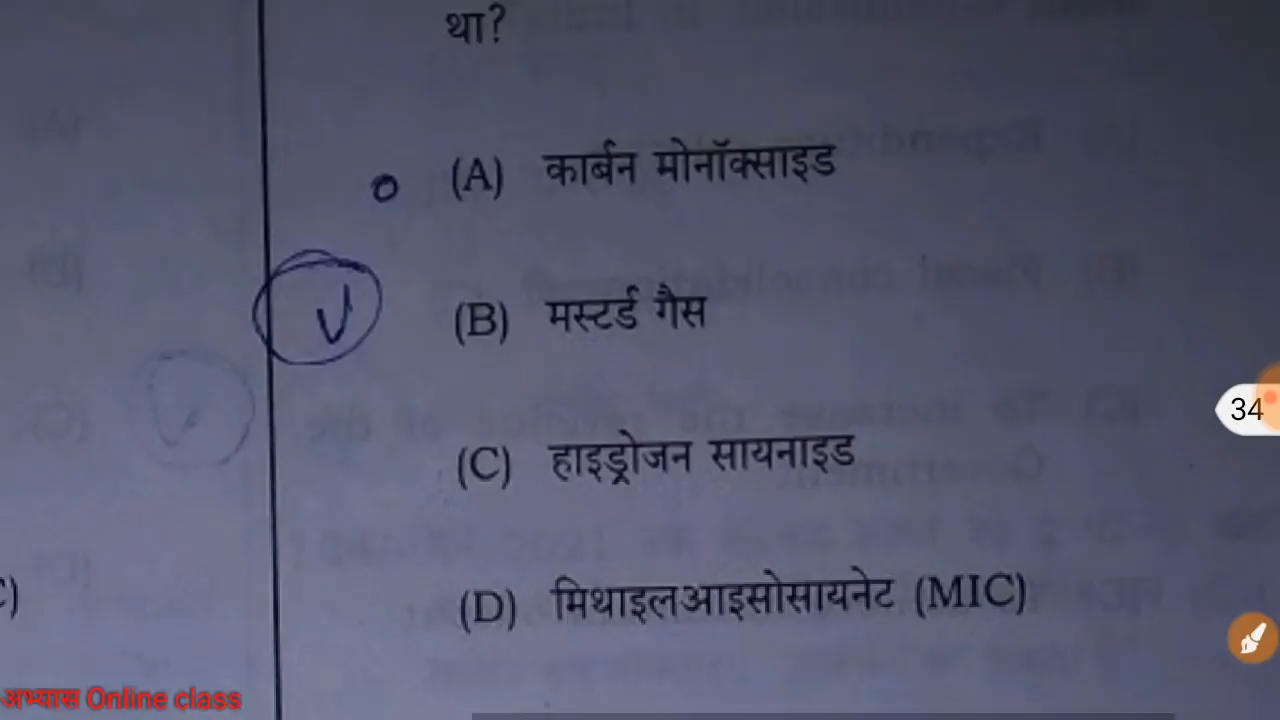 था?
(A) कार्बन मोनॉक्साइड
(B) मस्टर्ड गैस
34
(C) हाइड्रोजन सायनाइड
(D) मिथाइलआइसोसायनेट (MIC)
अभ्यास Online class